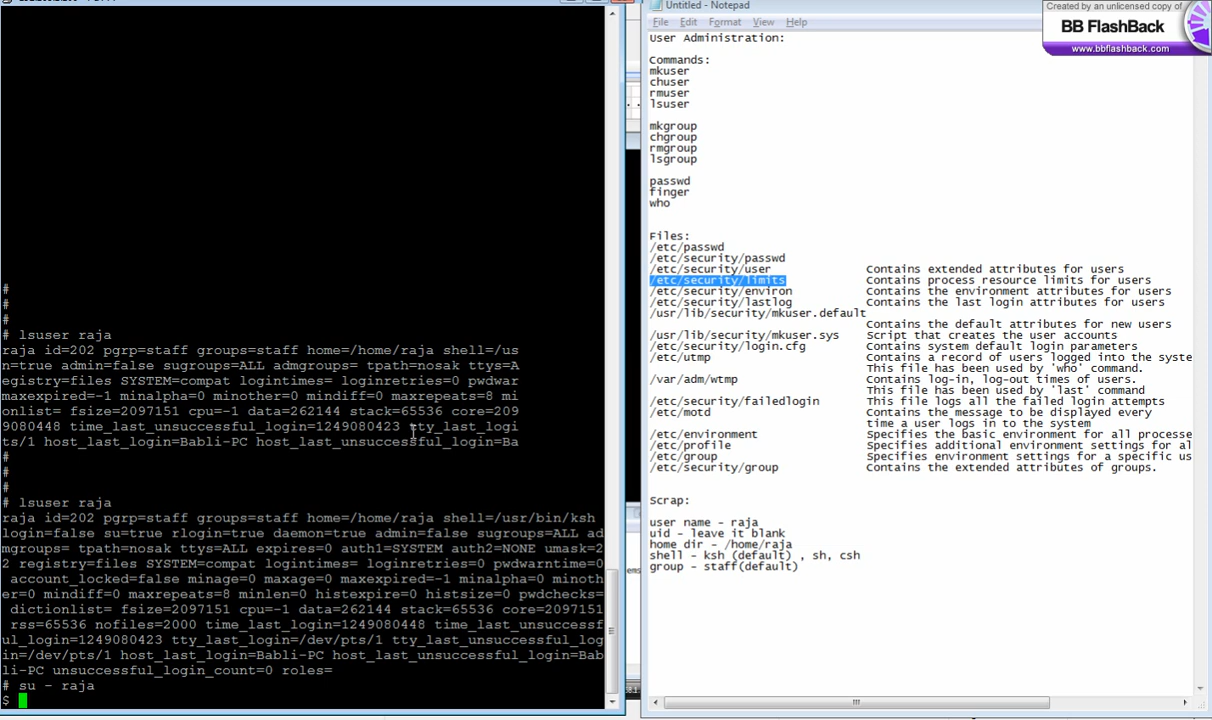 #
#
#
# lsuser raja
raja id=202 pgrp=staff groups=staff home=/home/raja shell=/us
n=true admin=false sugroups=ALL admgroups= tpath=nosak ttys=A
egistry=files SYSTEM=compat logintimes= loginretries=0 pwdwar
maxexpired=-1 minalpha=0 minother=0 mindiff=0 maxrepeats=8 mi
onlist= fsize=2097151 cpu=-1 data=262144 stack=65536 core=209
9080448 time_last_unsuccessful_login=1249080423 tty_last_logi
ts/1 host_last_login=Babli-PC host_last_unsuccessful_login=Ba
#
#
#
# lsuser raja
raja id=202 pgrp=staff groups=staff home=/home/raja shell=/usr/bin/ksh
login=false su=true rlogin=true daemon=true admin=false sugroups=ALL ad
mgroups= tpath=nosak ttys=ALL expires=0 auth1=SYSTEM auth2=NONE umask=2
2 registry=files SYSTEM=compat logintimes= loginretries=0 pwdwarntime=0
account_locked=false minage=0 maxage=0 maxexpired=-1 minalpha=0 minoth
er=0 mindiff=0 maxrepeats=8 minlen=0 histexpire=0 histsize=0 pwdchecks=
dictionlist= fsize=2097151 cpu=-1 data=262144 stack=65536 core=2097151
rss=65536 nofiles=2000 time_last_login=1249080448 time_last_unsuccessf
ul_login=1249080423 tty_last_login=/dev/pts/1 tty_last_unsuccessful_log
in=/dev/pts/1 host_last_login=Babli-PC host_last_unsuccessful_login=Bab
li-PC unsuccessful_login_count=0 roles=
# su - raja
$
Untitled - Notepad
File Edit Format View Help
Created by an unlicensed copy of
BB FlashBack
www.bbflashback.com
User Administration:
Commands:
mkuser
chuser
rmuser
lsuser
mkgroup
chgroup
rmgroup
lsgroup
passwd
finger
who
Files:
/etc/passwd
/etc/security/passwd
/etc/security/user Contains extended attributes for users
/etc/security/limits Contains process resource limits for users
/etc/security/environ Contains the environment attributes for users
/etc/security/lastlog Contains the last login attributes for users
/usr/lib/security/mkuser.default
Contains the default attributes for new users
/usr/lib/security/mkuser.sys Script that creates the user accounts
/etc/security/login.cfg Contains system default login parameters
/etc/utmp Contains a record of users logged into the syste
This file has been used by 'who' command.
/var/adm/wtmp Contains log-in, log-out times of users.
This file has been used by 'last' command
/etc/security/failedlogin This file logs all the failed login attempts
/etc/motd Contains the message to be displayed every
time a user logs in to the system
/etc/environment Specifies the basic environment for all processe
/etc/profile Specifies additional environment settings for al
/etc/group Specifies environment settings for a specific us
/etc/security/group Contains the extended attributes of groups.
Scrap:
user name - raja
uid - leave it blank
home dir - /home/raja
shell - ksh (default) , sh, csh
group - staff(default)